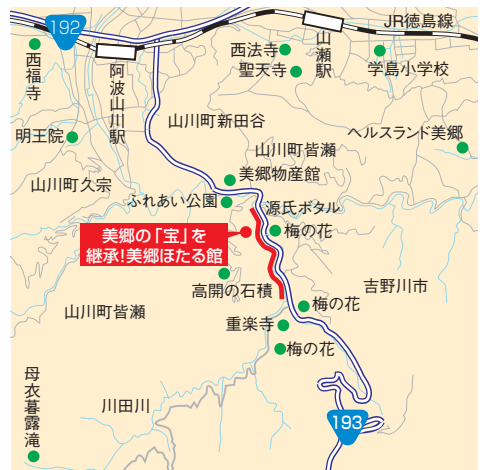 192
JR徳島線
山瀬駅
西法寺
聖天寺
学島小学校
西福寺
阿波山川駅
明王院
山川町新田谷
ヘルスランド美郷
山川町皆瀬
美郷物産館
山川町久宗
ふれあい公園
源氏ボタル
梅の花
美郷の「宝」を
継承!美郷ほたる館
高開の石積
吉野川市
梅の花
山川町皆瀬
重楽寺
梅の花
母衣暮露滝
川田川
193